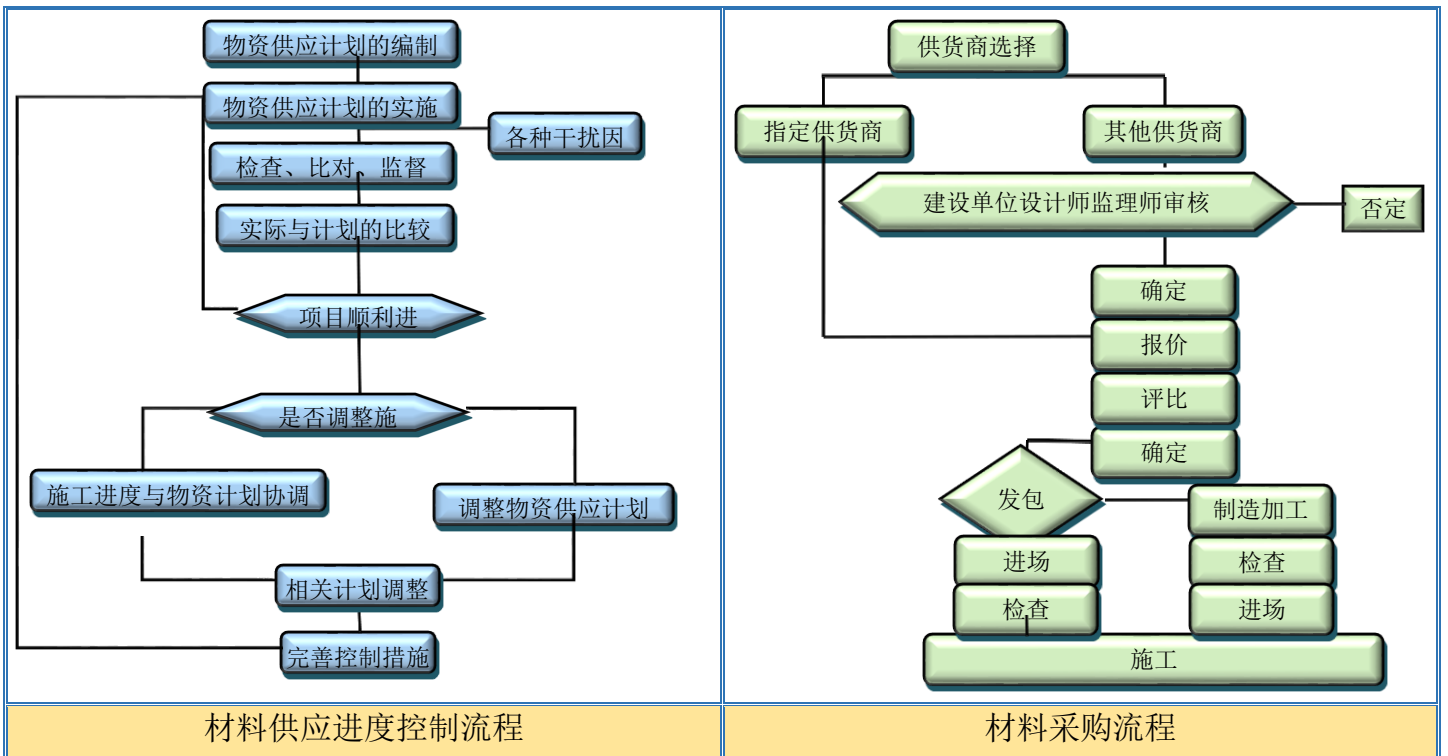 物资供应计划的编制
物资供应计划的实施
各种干扰因
检查、比对、监督
实际与计划的比较
项目顺利进
是否调整施
施工进度与物资计划协调
调整物资供应计划
相关计划调整
完善控制措施
材料供应进度控制流程
供货商选择
指定供货商
其他供货商
建设单位设计师监理师审核
否定
确定
报价
评比
确定
发包
制造加工
进场
检查
检查
进场
施工
材料采购流程